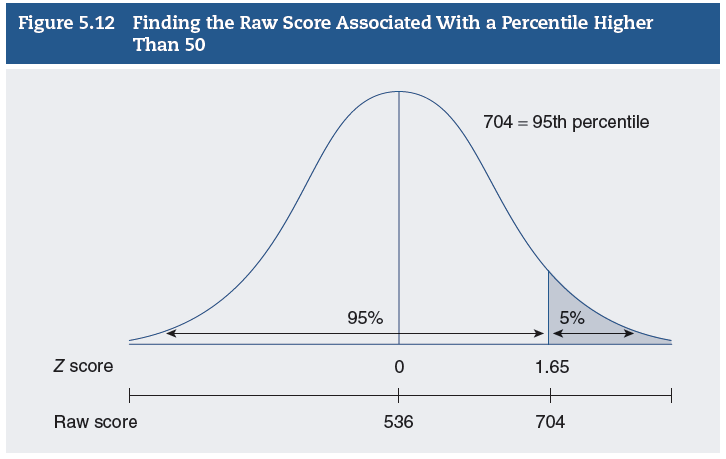 Figure 5.12 Finding the Raw Score Associated With a Percentile Higher
Than 50
704 = 95th percentile
95%
5%
Z score 0 1.65
Raw score 536 704